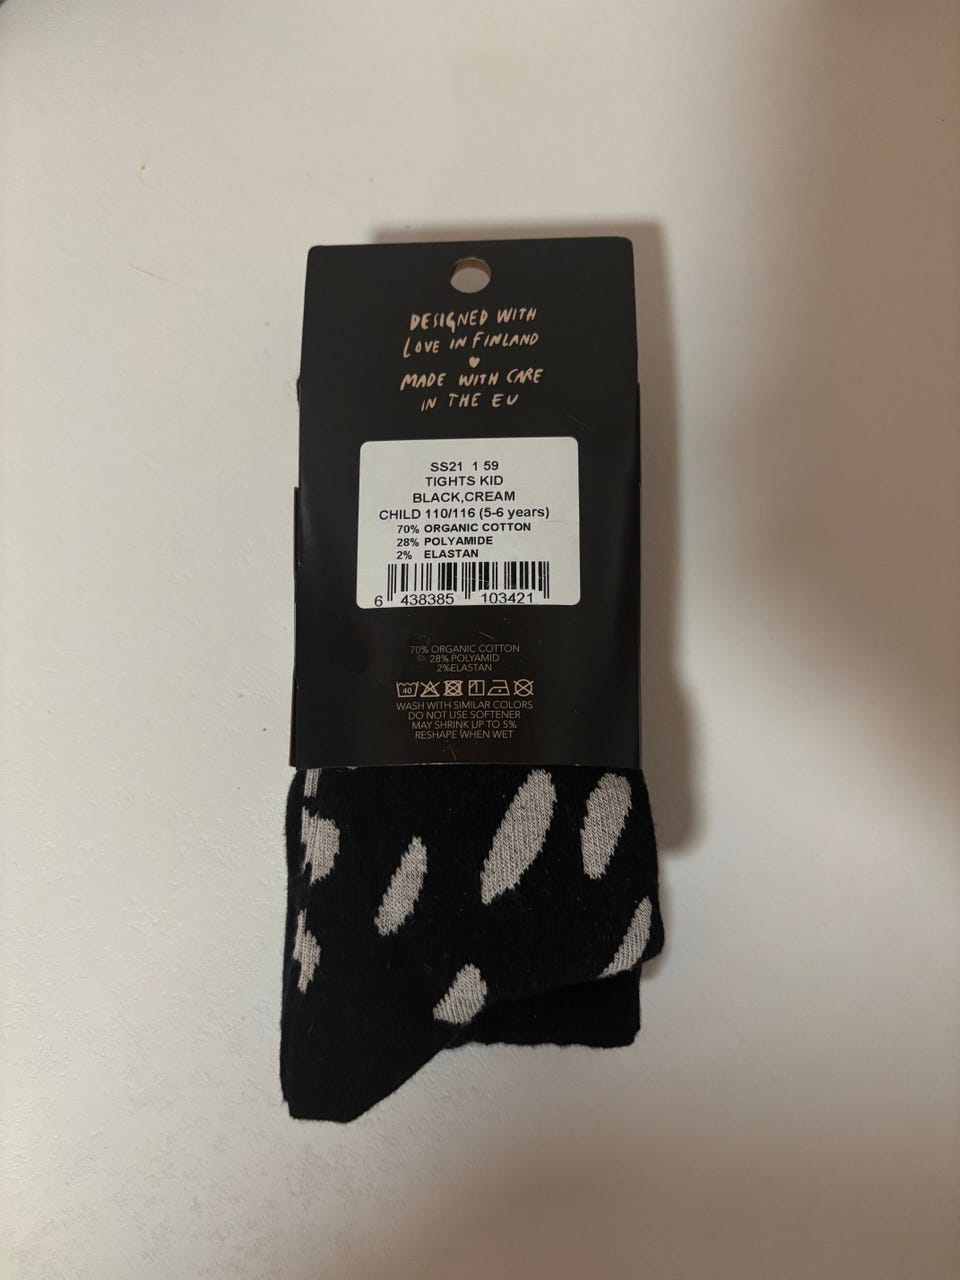 DESIGNED WITH
LOVE IN FINLAND
MADE WITH CARE
IN THE EU
SS21 1 59
TIGHTS KID
BLACK,CREAM
CHILD 110/116 (5-6 years)
70% ORGANIC COTTON
28% POLYAMIDE
2% ELASTAN
6 438385 103421
70% ORGANIC COTTON
28% POLYAMID
2%ELASTAN
40
WASH WITH SIMILAR COLORS
DO NOT USE SOFTENER
MAY SHRINK UP TO 5%
RESHAPE WHEN WET